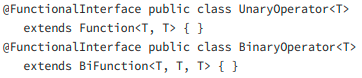 @FunctionalInterface public class UnaryOperator<T>
extends Function<T, T> { }
@FunctionalInterface public class BinaryOperator<T>
extends BiFunction<T, T, T> { }